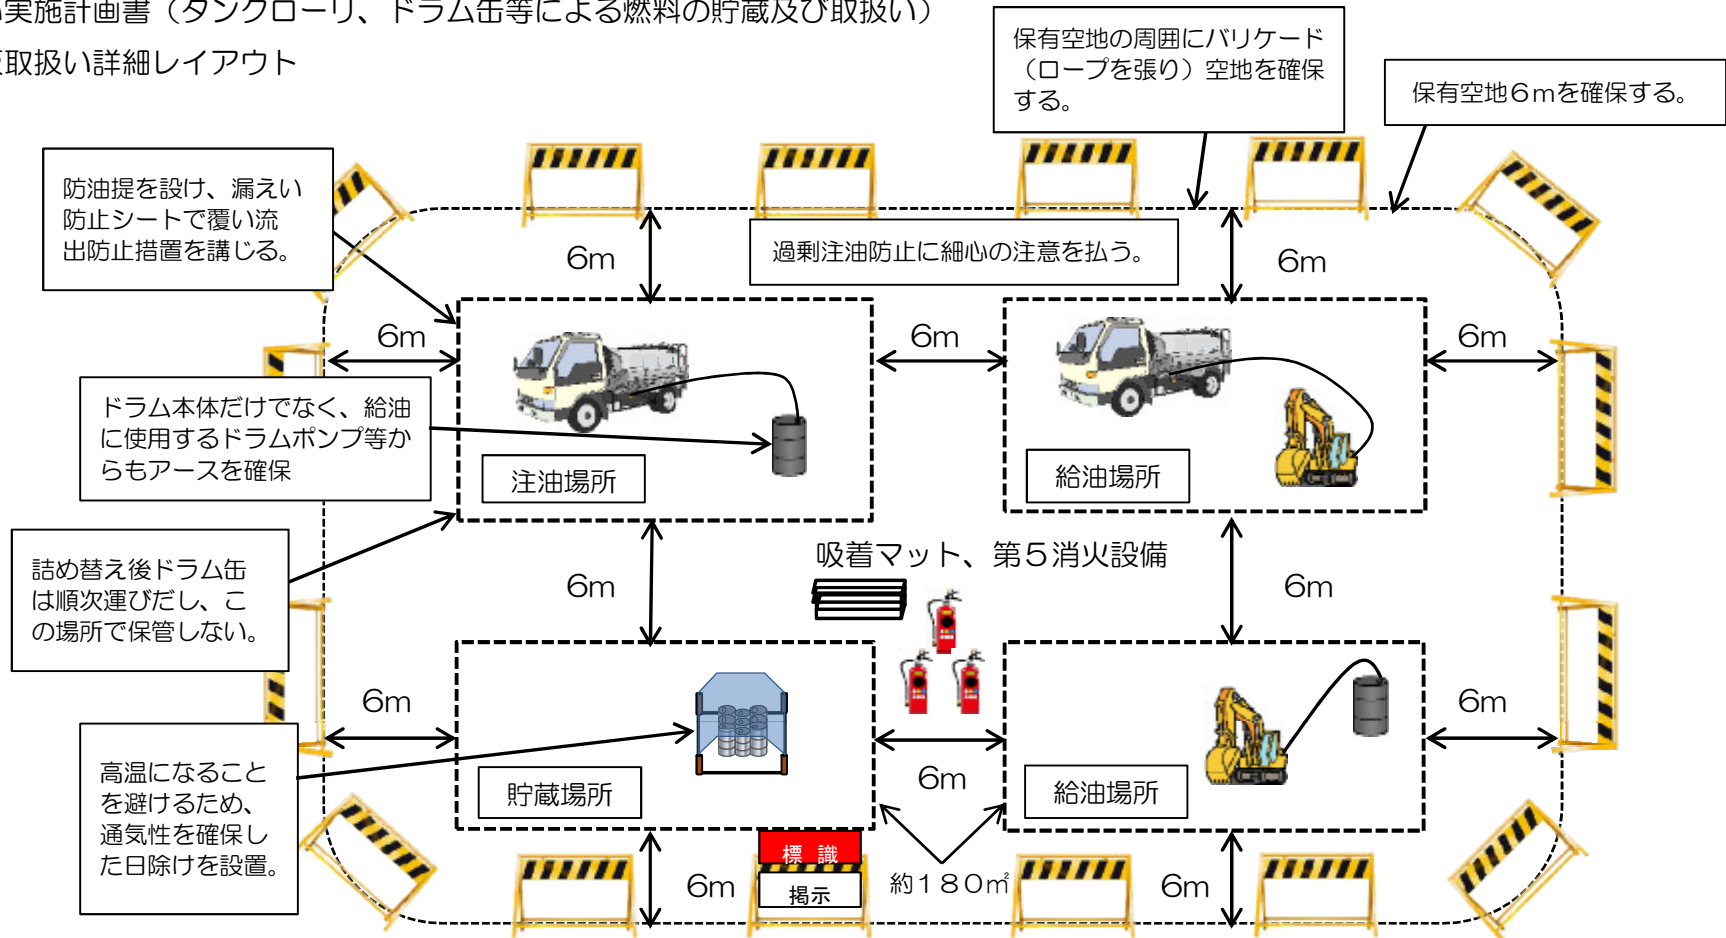 実施計画書（タンクローリ、ドラム缶等による燃料の貯蔵及び取扱い）
取扱い詳細レイアウト
保有空地の周囲にバリケード
（ロープを張り）空地を確保
する。
保有空地６ｍを確保する。
防油提を設け、漏えい
防止シートで覆い流
出防止措置を講じる。
6m
過剰注油防止に細心の注意を払う。
6m
6m
6m
6m
ドラム本体だけでなく、給油
に使用するドラムポンプ等か
らもアースを確保
注油場所
給油場所
詰め替え後ドラム缶
は順次運びだし、こ
の場所で保管しない。
6m
吸着マット、第５消火設備
6m
6m
6m
6m
高温になること
を避けるため、
通気性を確保し
た日除けを設置。
貯蔵場所
給油場所
標 識
掲示
6m
約１８０㎡
6m